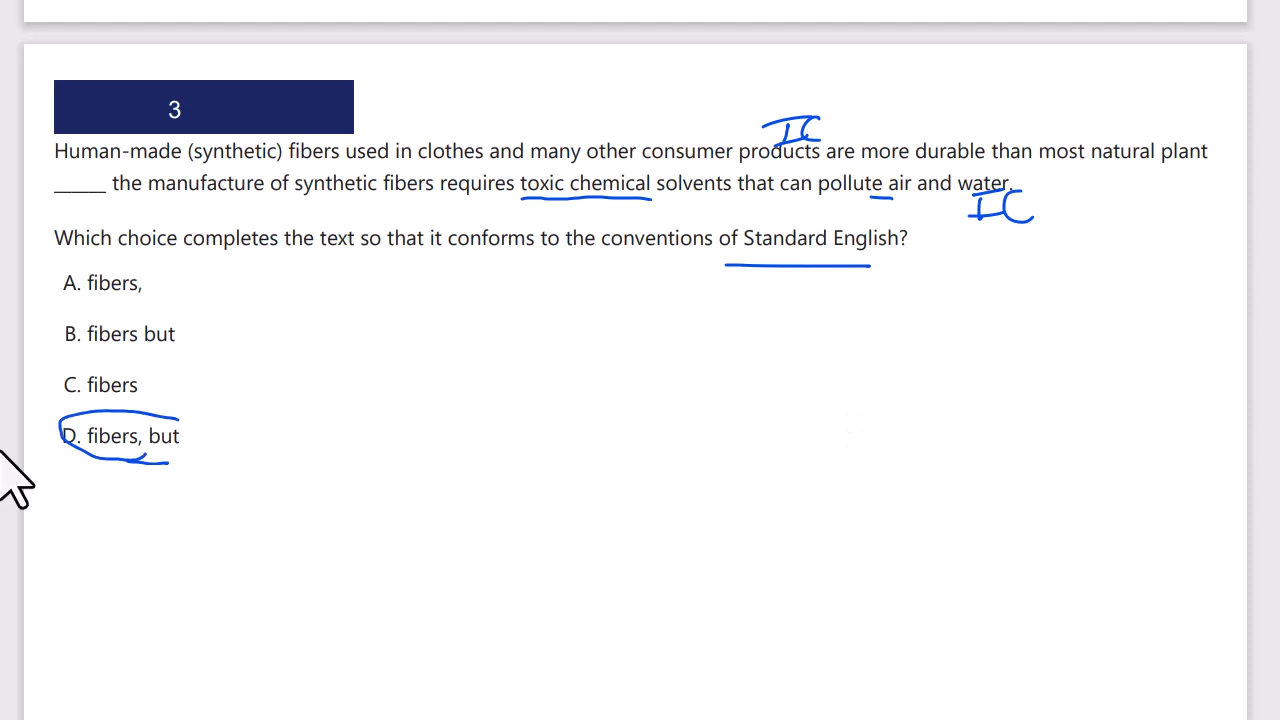 3
IC
Human-made (synthetic) fibers used in clothes and many other consumer products are more durable than most natural plant
______ the manufacture of synthetic fibers requires toxic chemical solvents that can pollute air and water.
IC
Which choice completes the text so that it conforms to the conventions of Standard English?
A. fibers,
B. fibers but
C. fibers
D. fibers, but